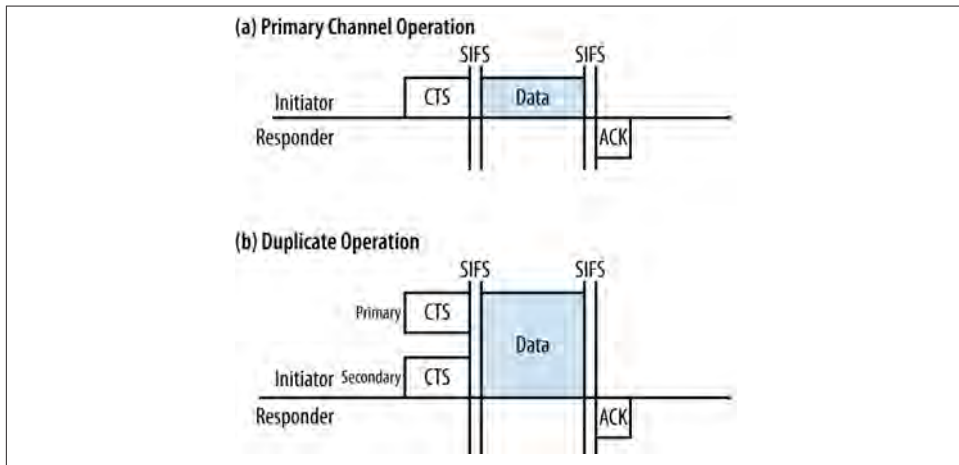 (a) Primary Channel Operation
SIFS SIFS
CTS Data
Initiator
Responder
ACK
(b) Duplicate Operation
SIFS SIFS
Primary CTS
Data
Initiator Secondary CTS
Responder
ACK